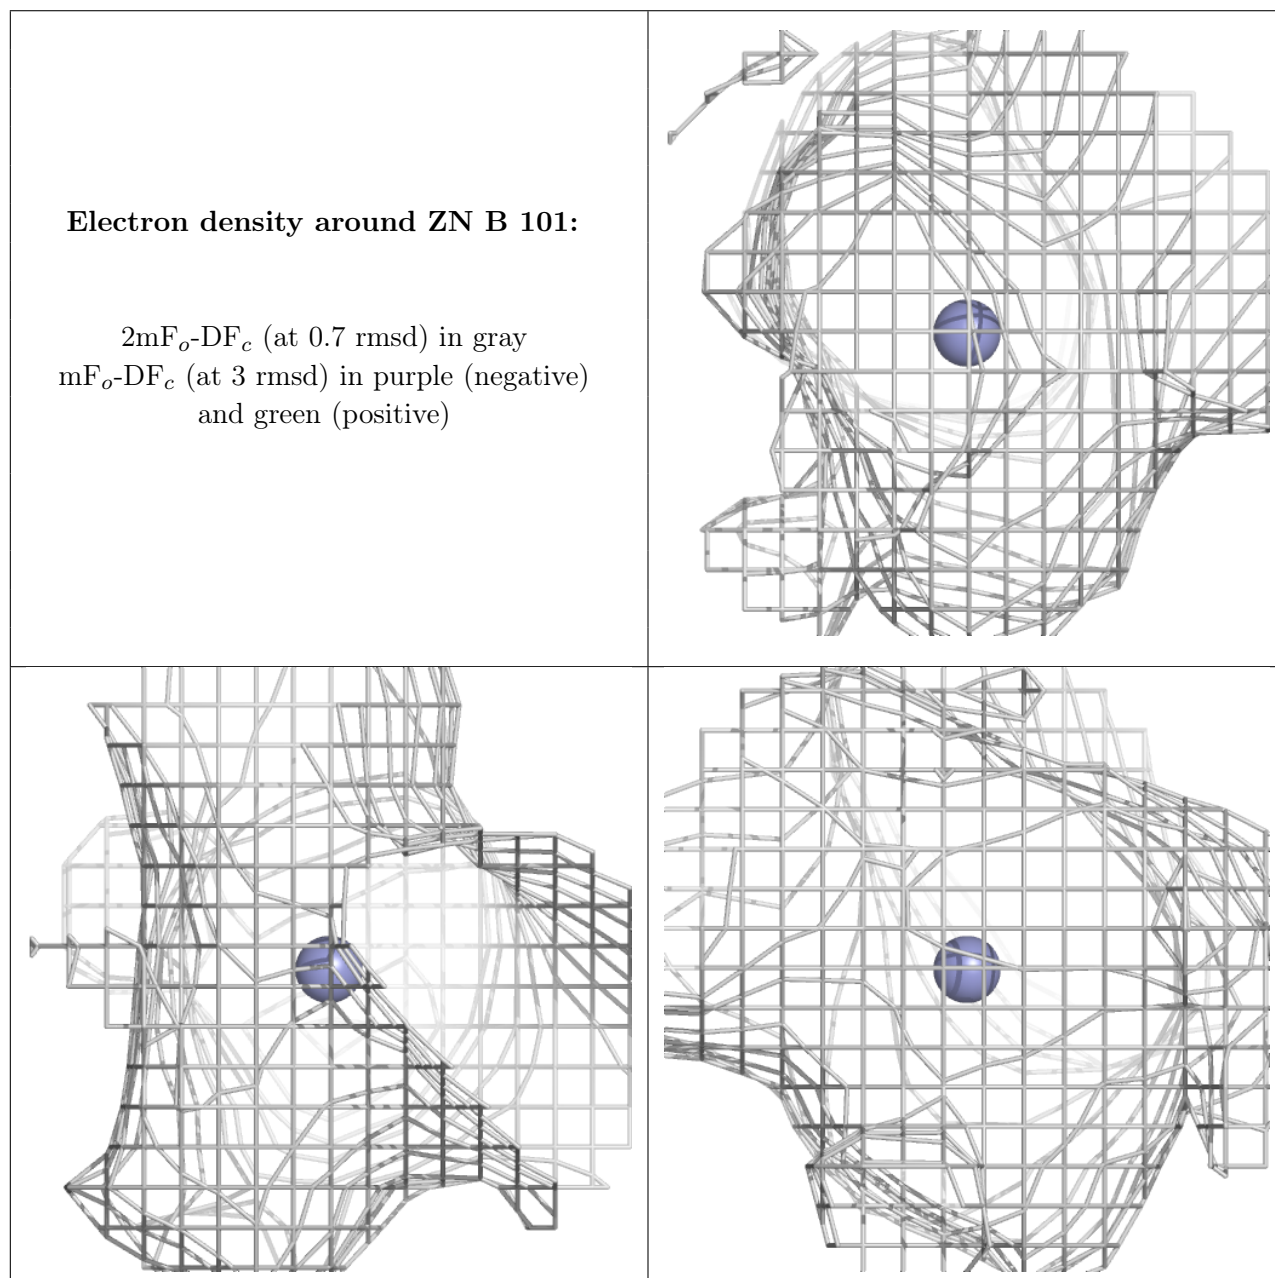 Electron density around ZN B 101:
2mFo-DFc (at 0.7 rmsd) in gray
mFo-DFc (at 3 rmsd) in purple (negative)
and green (positive)